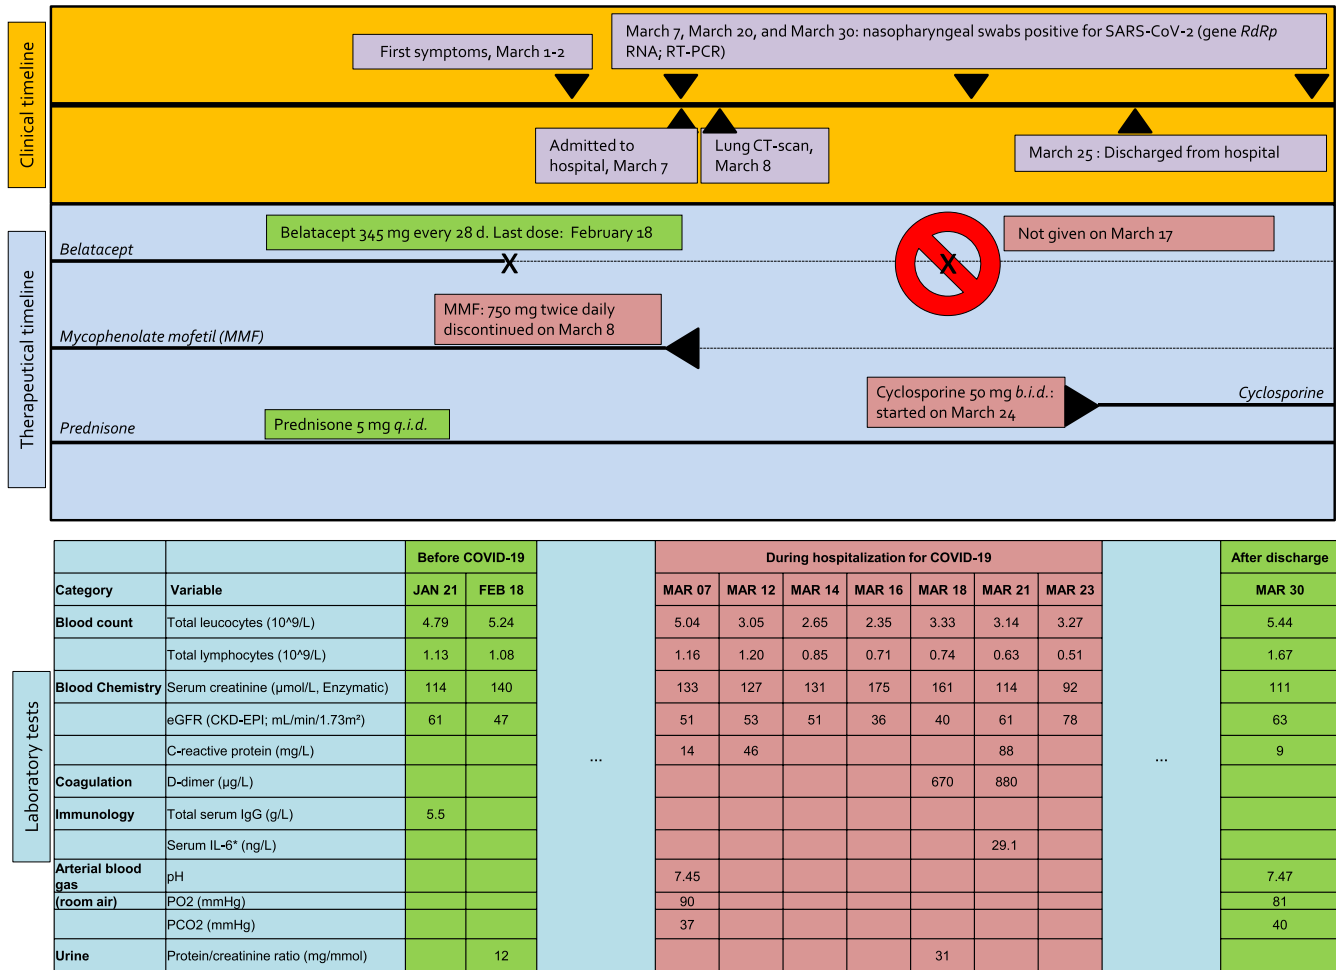 Clinical timeline
First symptoms, March 1-2
March 7, March 20, and March 30: nasopharyngeal swabs positive for SARS-CoV-2 (gene RdRp
RNA; RT-PCR)
Admitted to
hospital, March 7
Lung CT-scan,
March 8
March 25 : Discharged from hospital
Therapeutical timeline
Belatacept 345 mg every 28 d. Last dose: February 18
Not given on March 17
Belatacept
X
X
MMF: 750 mg twice daily
discontinued on March 8
Mycophenolate mofetil (MMF)
Cyclosporine 50 mg b.i.d.:
started on March 24
Cyclosporine
Prednisone 5 mg q.i.d.
Prednisone
Laboratory tests
Before COVID-19 During hospitalization for COVID-19 After discharge
Category Variable JAN 21 FEB 18 MAR 07 MAR 12 MAR 14 MAR 16 MAR 18 MAR 21 MAR 23 MAR 30
Blood count Total leucocytes (10^9/L) 4.79 5.24 5.04 3.05 2.65 2.35 3.33 3.14 3.27 5.44
Total lymphocytes (10^9/L) 1.13 1.08 1.16 1.20 0.85 0.71 0.74 0.63 0.51 1.67
Blood Chemistry Serum creatinine (µmol/L, Enzymatic) 114 140 133 127 131 175 161 114 92 111
eGFR (CKD-EPI; mL/min/1.73m²) 61 47 51 53 51 36 40 61 78 63
C-reactive protein (mg/L) ... 14 46 88 ... 9
Coagulation D-dimer (µg/L) 670 880
Immunology Total serum IgG (g/L) 5.5
Serum IL-6* (ng/L) 29.1
Arterial blood
gas pH 7.45 7.47
(room air) PO2 (mmHg) 90 81
PCO2 (mmHg) 37 40
Urine Protein/creatinine ratio (mg/mmol) 12 31